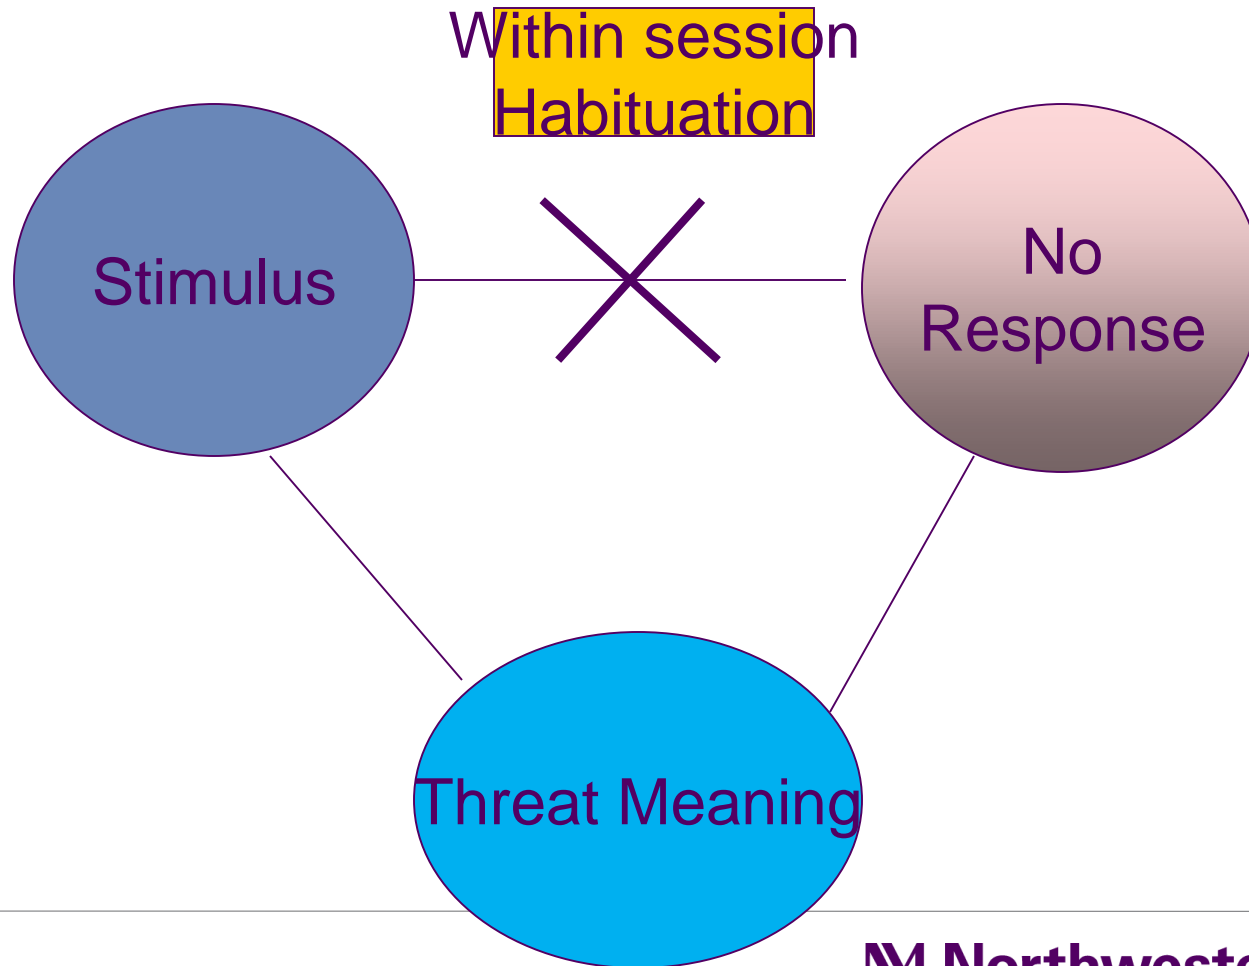 Within session
Habituation
Stimulus
No
Response
Threat Meaning